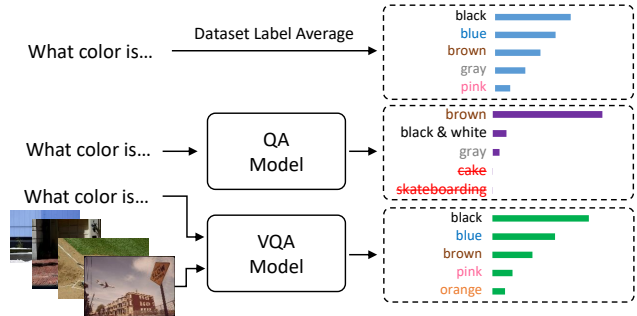 What color is...
Dataset Label Average
black
blue
brown
gray
pink
What color is...
QA
Model
brown
black & white
gray
cake
skateboarding
What color is...
VQA
Model
black
blue
brown
pink
orange